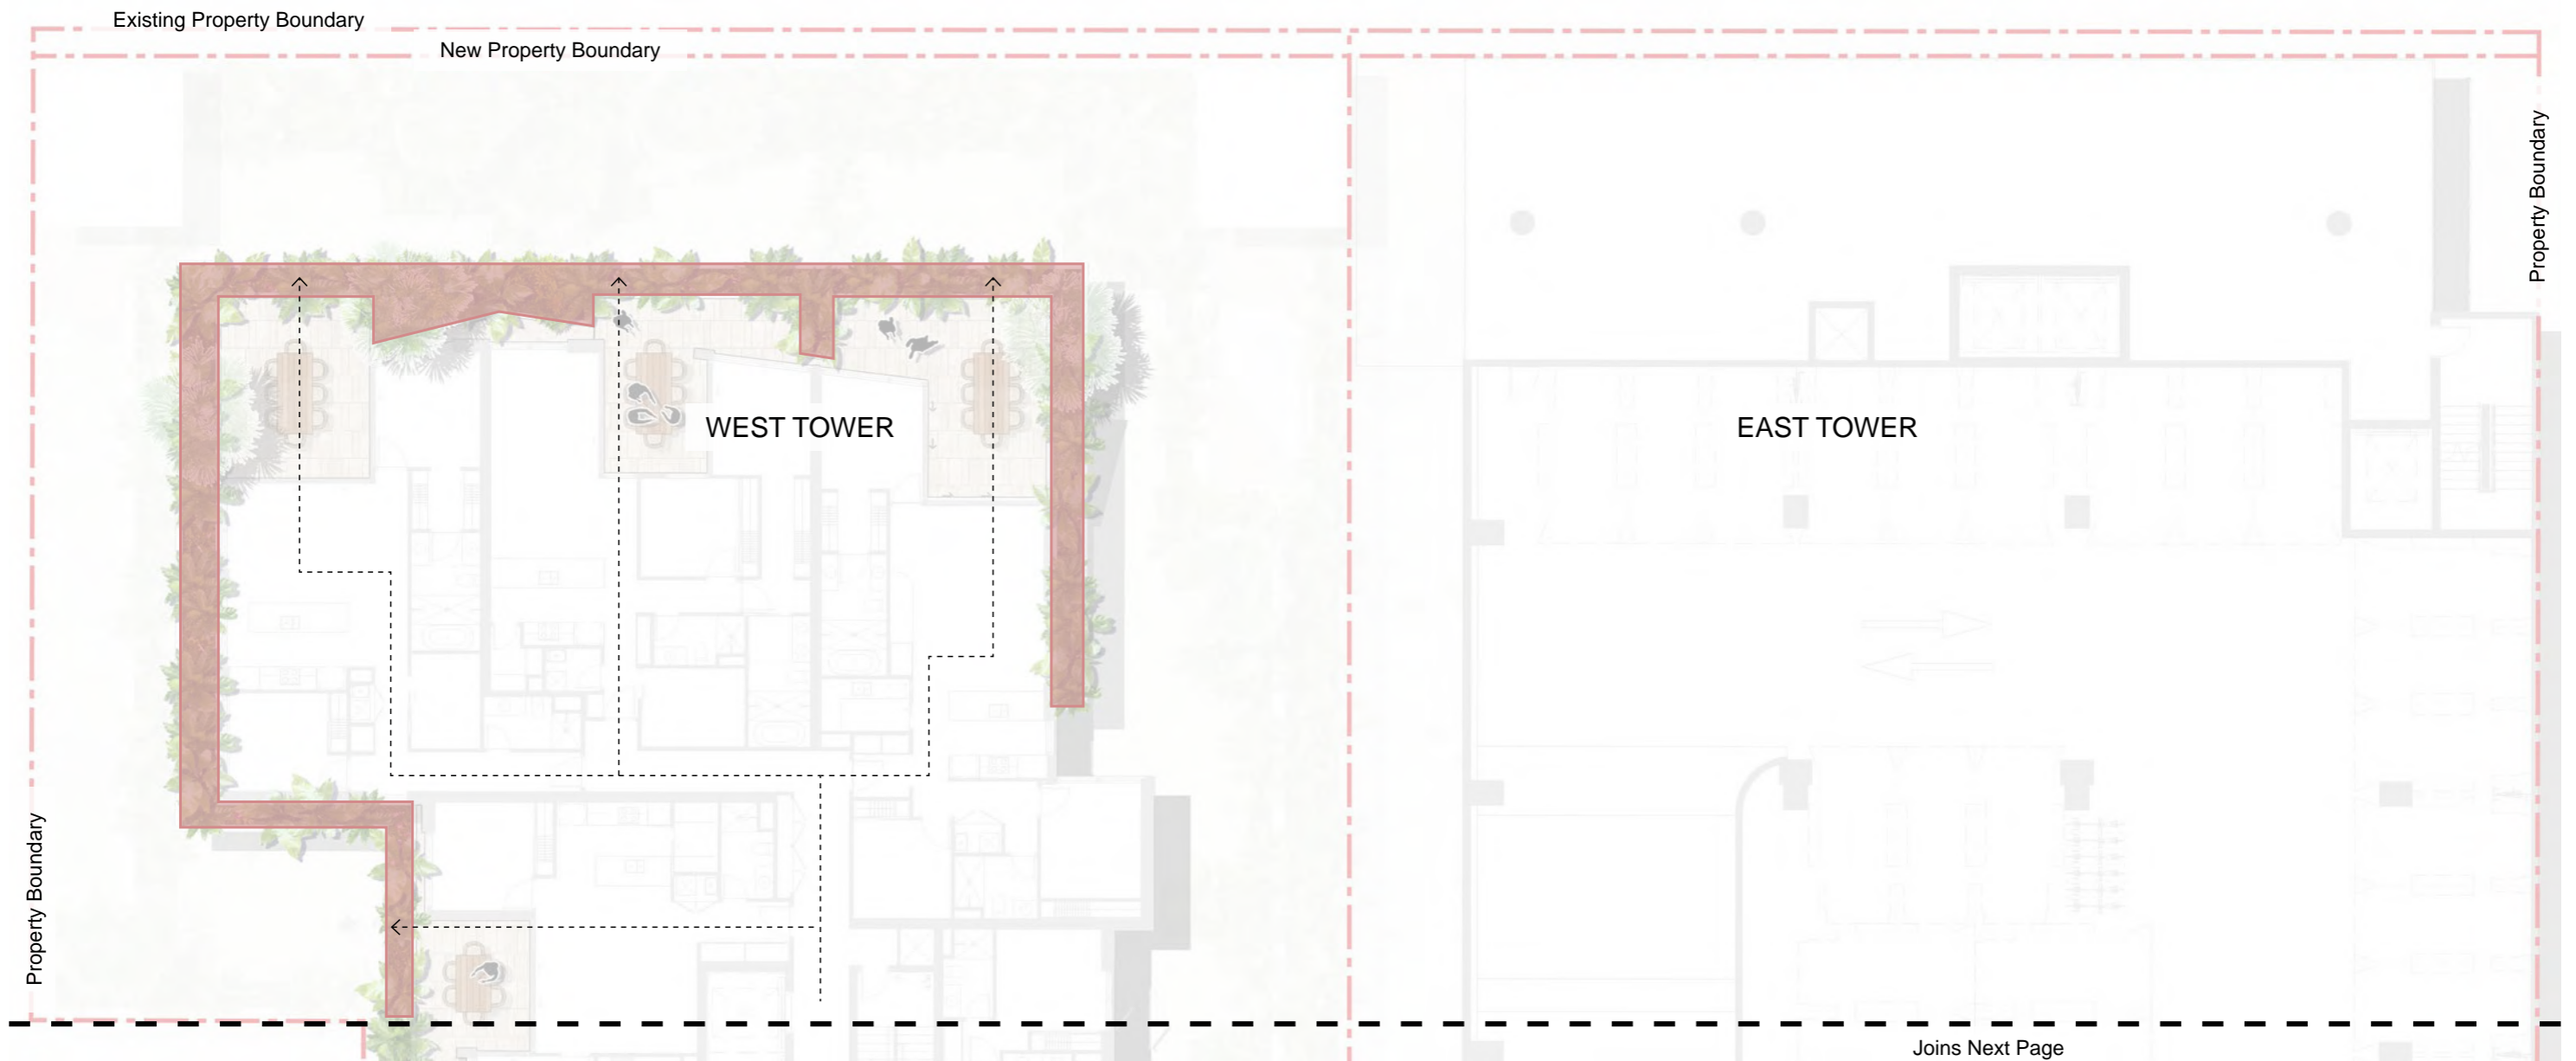 Existing Property Boundary
New Property Boundary
Property Boundary
WEST TOWER
EAST TOWER
Property Boundary
Joins Next Page